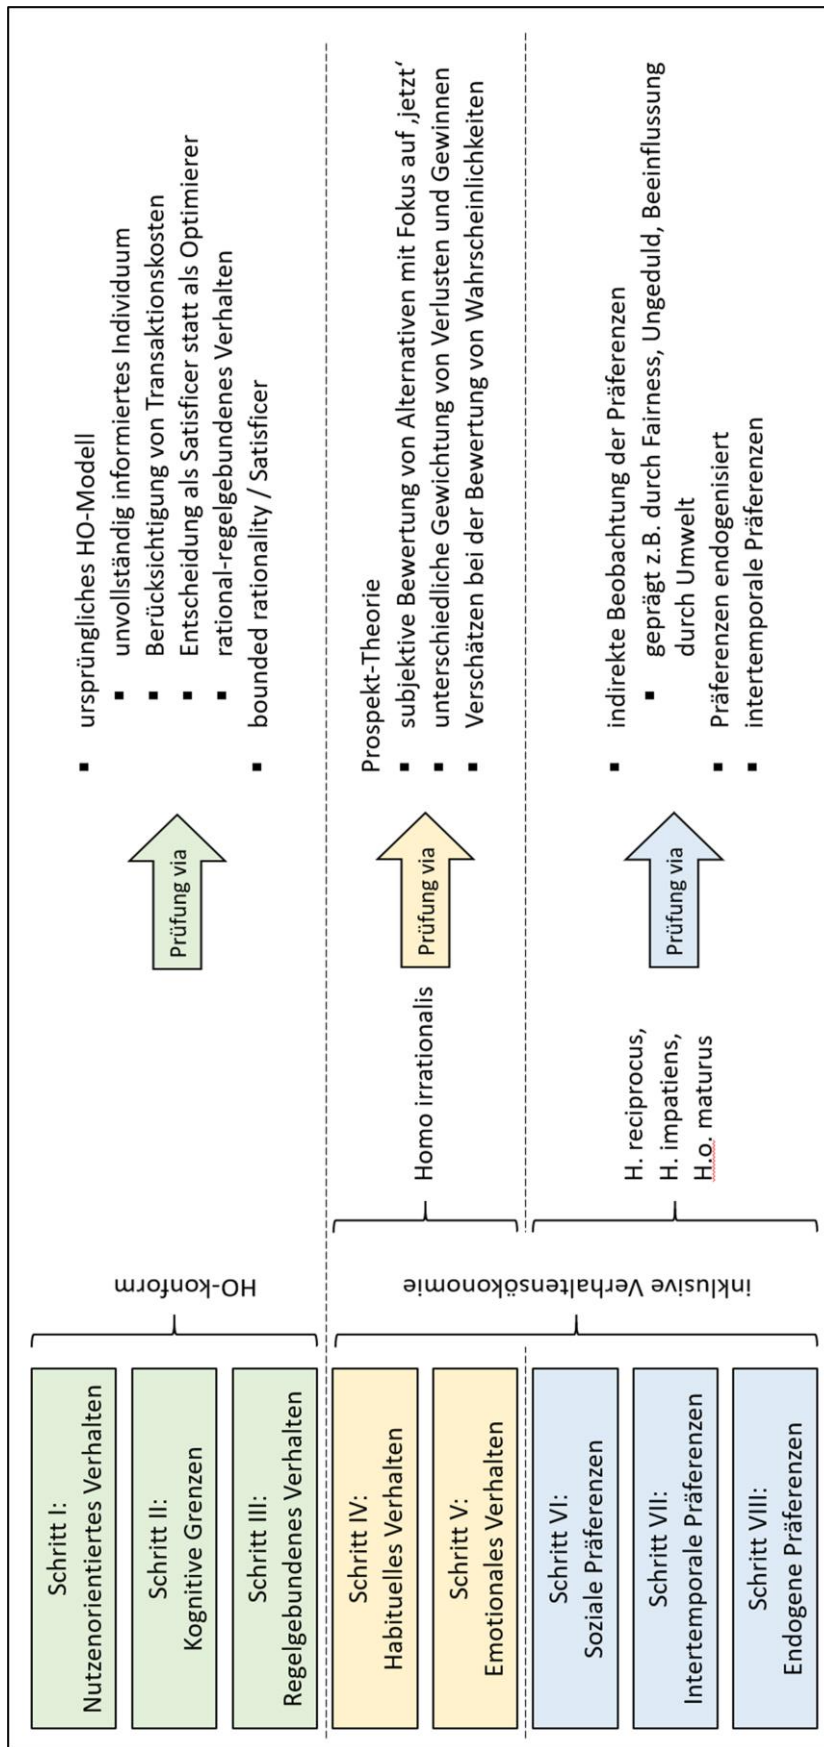 Schritt I:
Nutzenorientiertes Verhalten
Schritt II:
Kognitive Grenzen
Schritt III:
Regelgebundenes Verhalten
HO-konform
Prüfung via
▪ ursprüngliches HO-Modell
▪ unvollständig informiertes Individuum
▪ Berücksichtigung von Transaktionskosten
▪ Entscheidung als Satisficer statt als Optimierer
▪ rational-regelgebundenes Verhalten
▪ bounded rationality / Satisficer
Schritt IV:
Habituelles Verhalten
Schritt V:
Emotionales Verhalten
inklusive Verhaltensökonomie
Homo irrationalis
Prüfung via
Prospekt-Theorie
▪ subjektive Bewertung von Alternativen mit Fokus auf ‚jetzt‘
▪ unterschiedliche Gewichtung von Verlusten und Gewinnen
▪ Verschätzen bei der Bewertung von Wahrscheinlichkeiten
Schritt VI:
Soziale Präferenzen
Schritt VII:
Intertemporale Präferenzen
Schritt VIII:
Endogene Präferenzen
H. reciprocus,
H. impatiens,
H.o. maturus
Prüfung via
▪ indirekte Beobachtung der Präferenzen
▪ geprägt z.B. durch Fairness, Ungeduld, Beeinflussung
durch Umwelt
▪ Präferenzen endogenisiert
▪ intertemporale Präferenzen